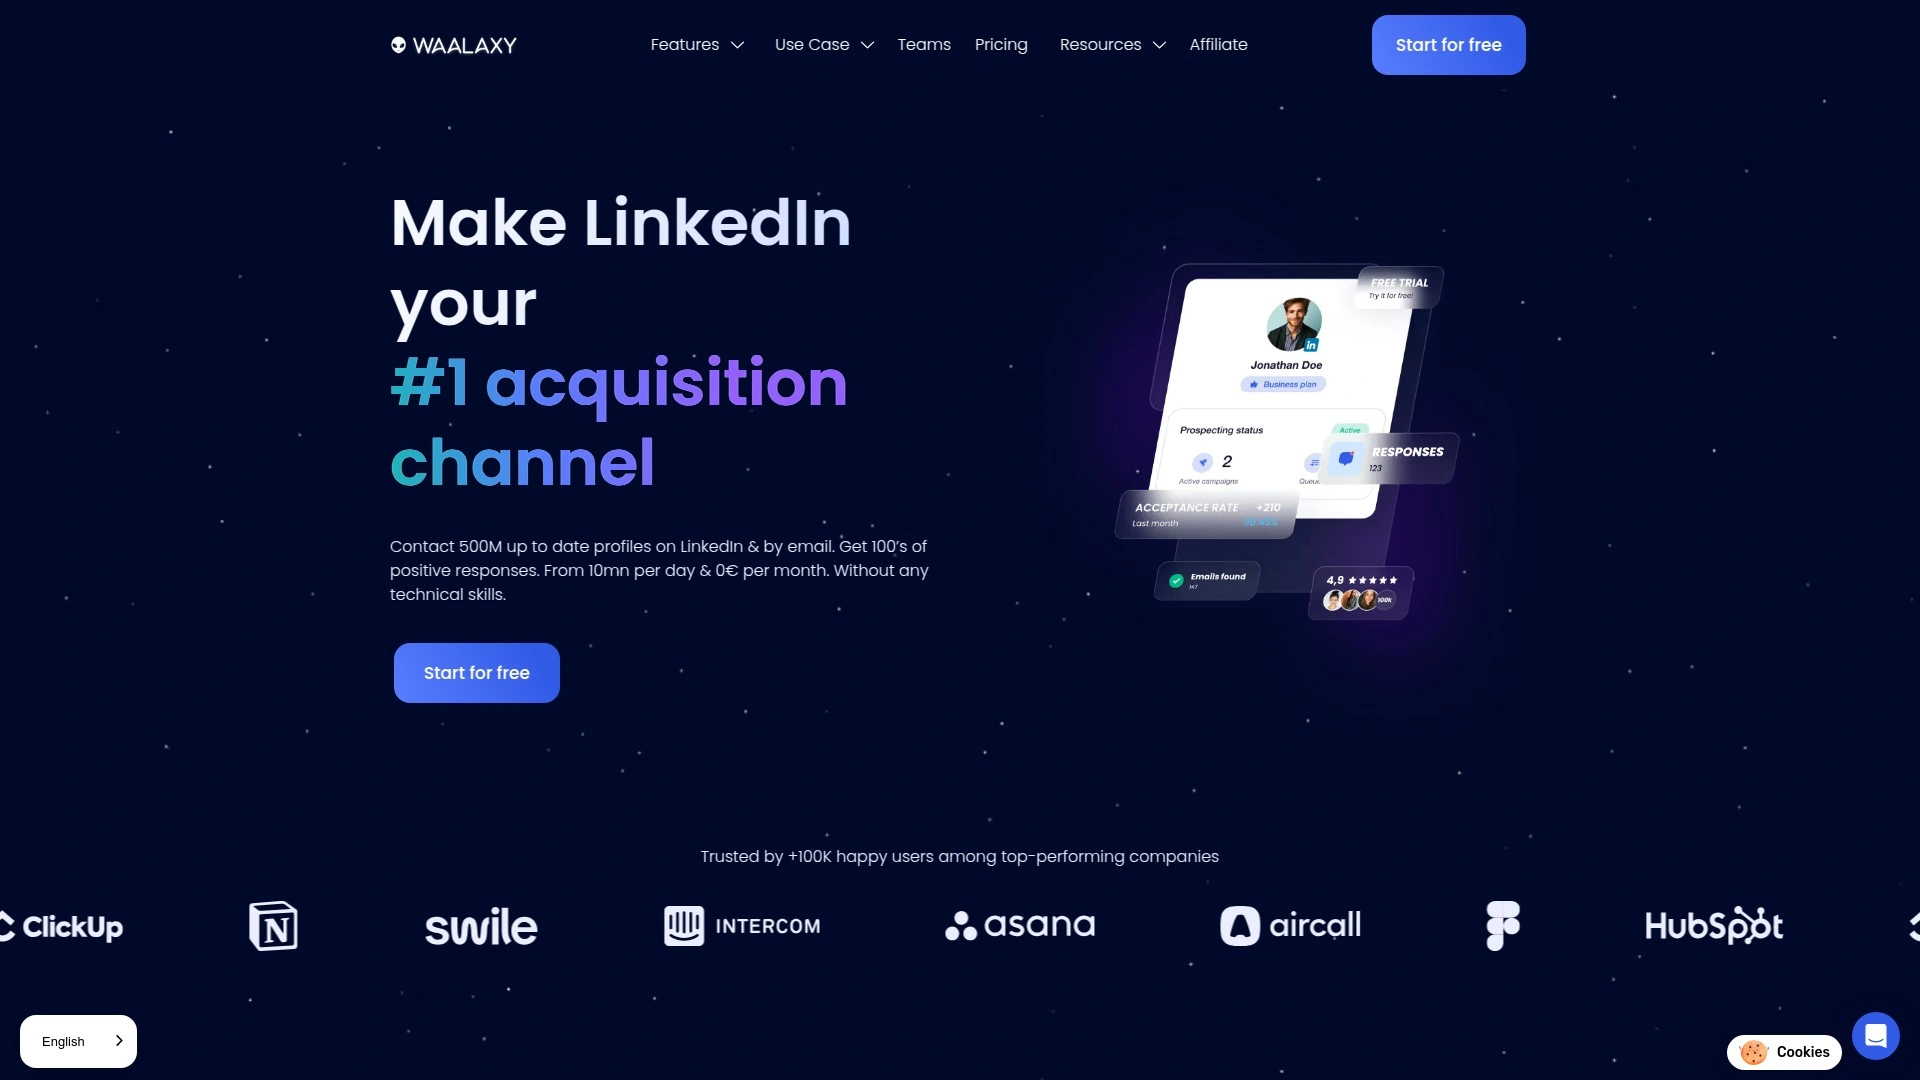 WAALAXY
Features
Use Case
Teams
Pricing
Resources
Affiliate
Start for free
Make LinkedIn
your
#1 acquisition
channel
Contact 500M up to date profiles on LinkedIn & by email. Get 100’s of
positive responses. From 10mn per day & 0€ per month. Without any
technical skills.
Start for free
FREE TRIAL
Try it for free!
in
Jonathan Doe
Business plan
Prospecting status
Active
2
Active campaigns
RESPONSES
123
ACCEPTANCE RATE +210
Last month
Emails found
147
4,9
100k
Trusted by +100K happy users among top-performing companies
ClickUp
N
swile
INTERCOM
asana
aircall
HubSpot
English
Cookies